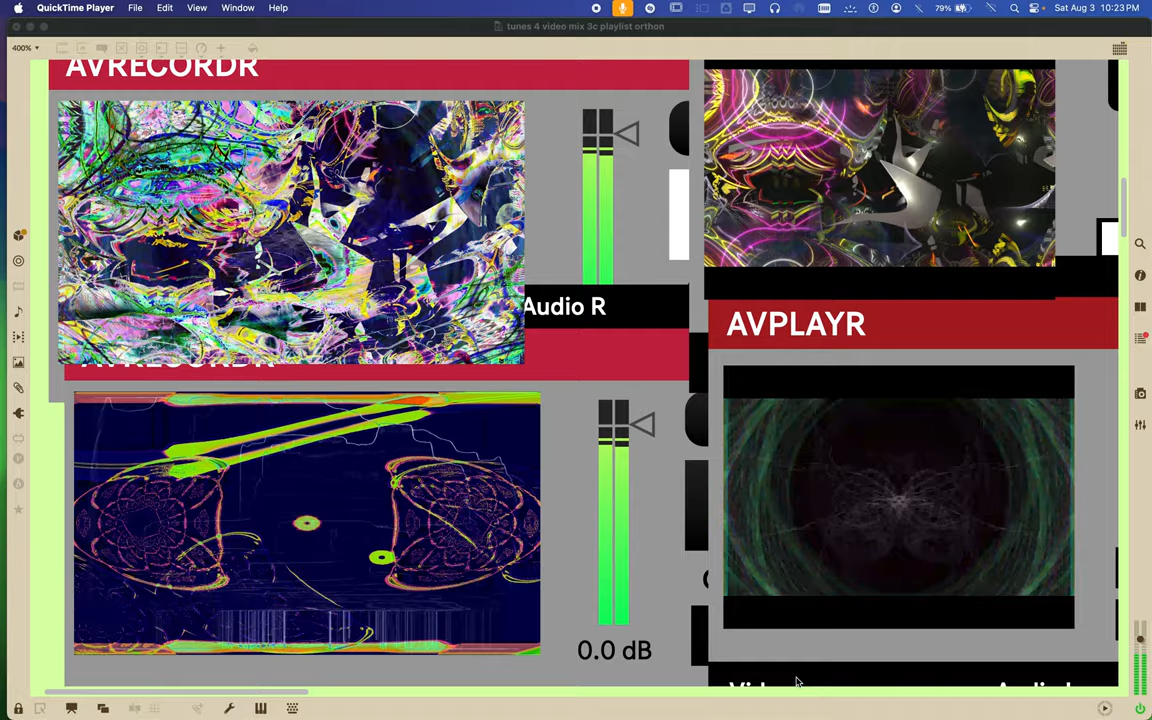 QuickTime Player File Edit View Window Help 79% Sat Aug 3 10:23 PM
tunes 4 video mix 3c playlist orthon
400%
AVRECORDR
Audio R
AVPLAYR
AVRECORDR
0.0 dB